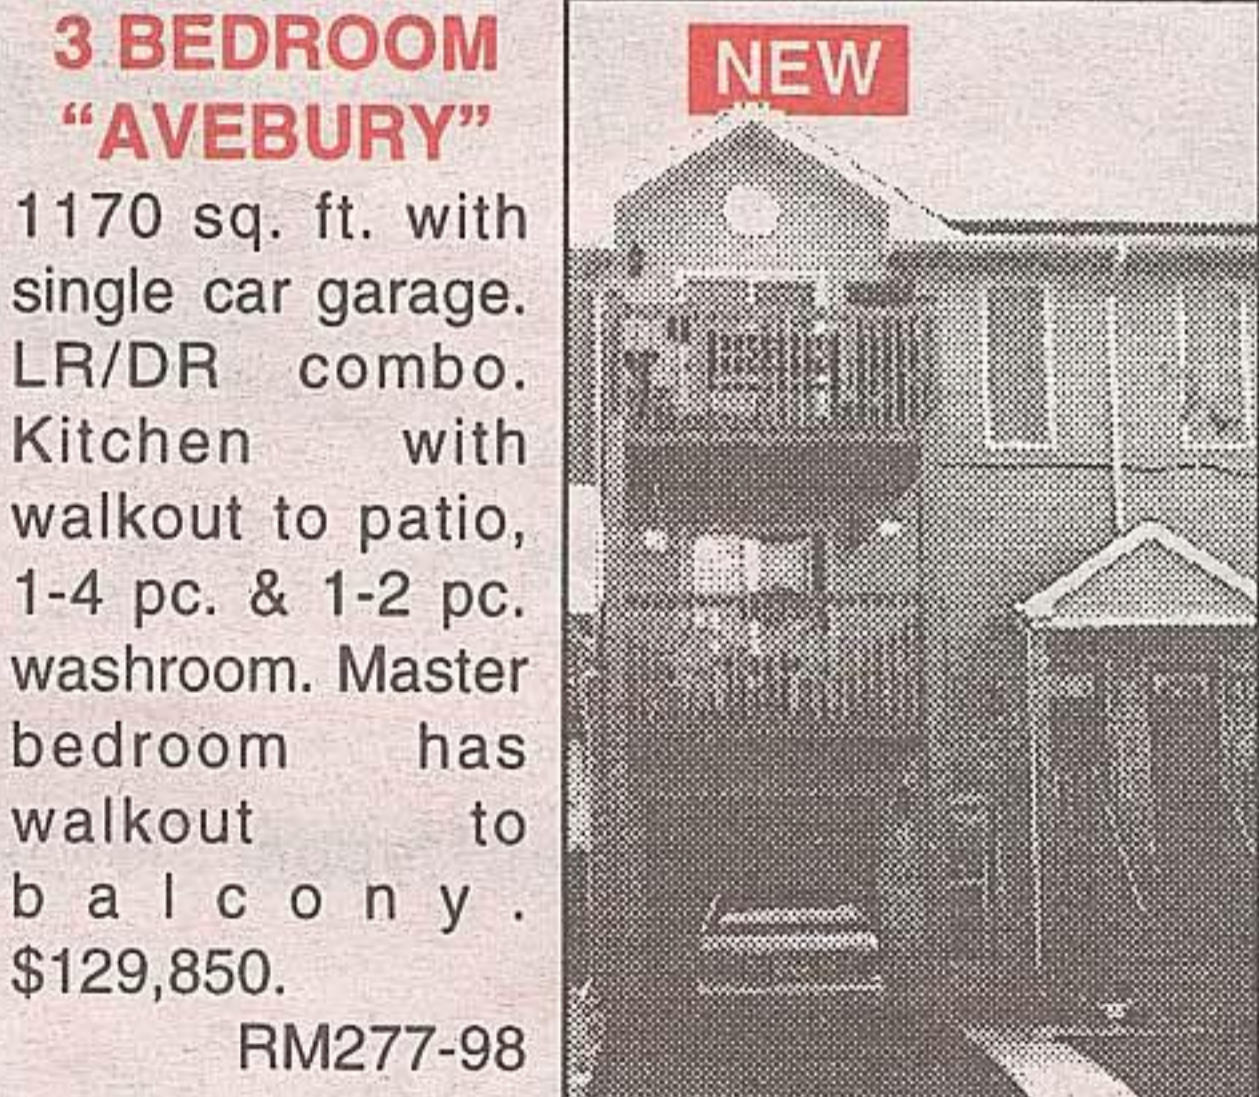 3 BEDROOM
“AVEBURY”
1170 sq. ft. with
single car garage.
LR/DR combo.
Kitchen with
walkout to patio,
1-4 pc. & 1-2 pc.
washroom. Master
bedroom has
walkout to
balcony.
$129,850.
RM277-98
NEW